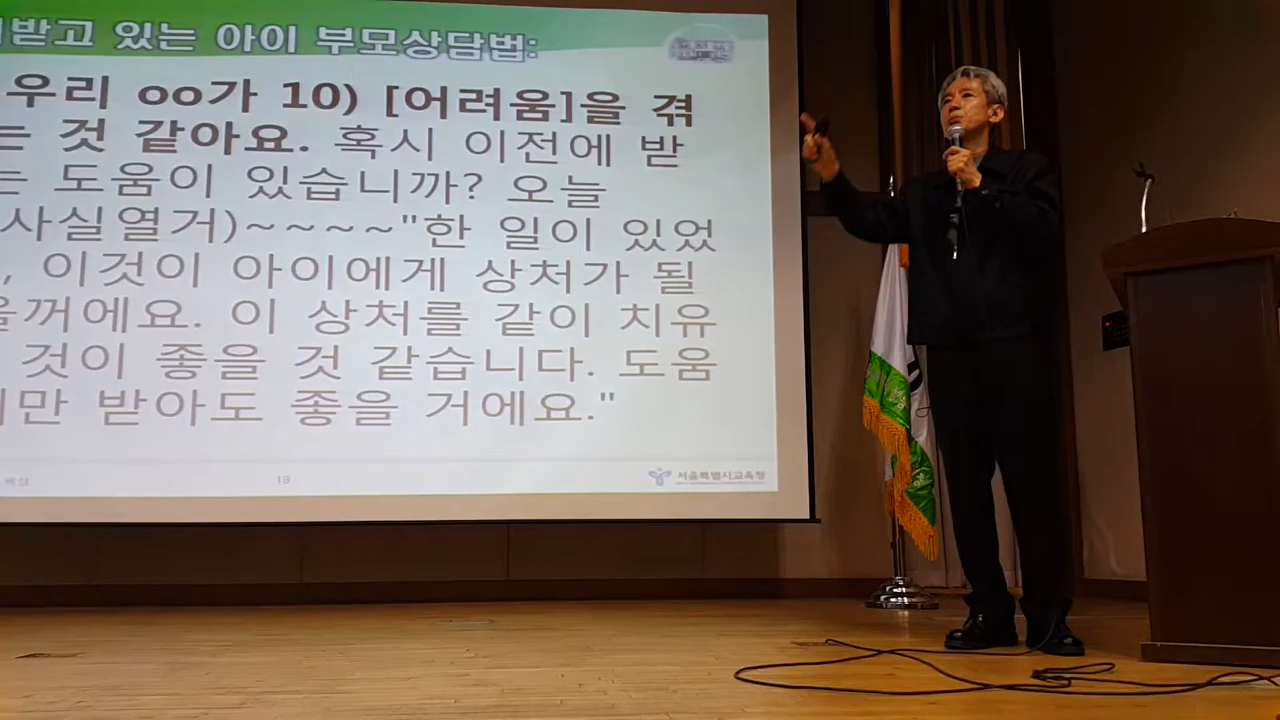 받고 있는 아이 부모상담법:
우리 oo가 10) [어려움]을 겪
는 것 같아요. 혹시 이전에 받
는 도움이 있습니까? 오늘
사실열거)~~~~"한 일이 있었
, 이것이 아이에게 상처가 될
을꺼에요. 이 상처를 같이 치유
것이 좋을 것 같습니다. 도움
만 받아도 좋을 거에요."
19
서울특별시교육청